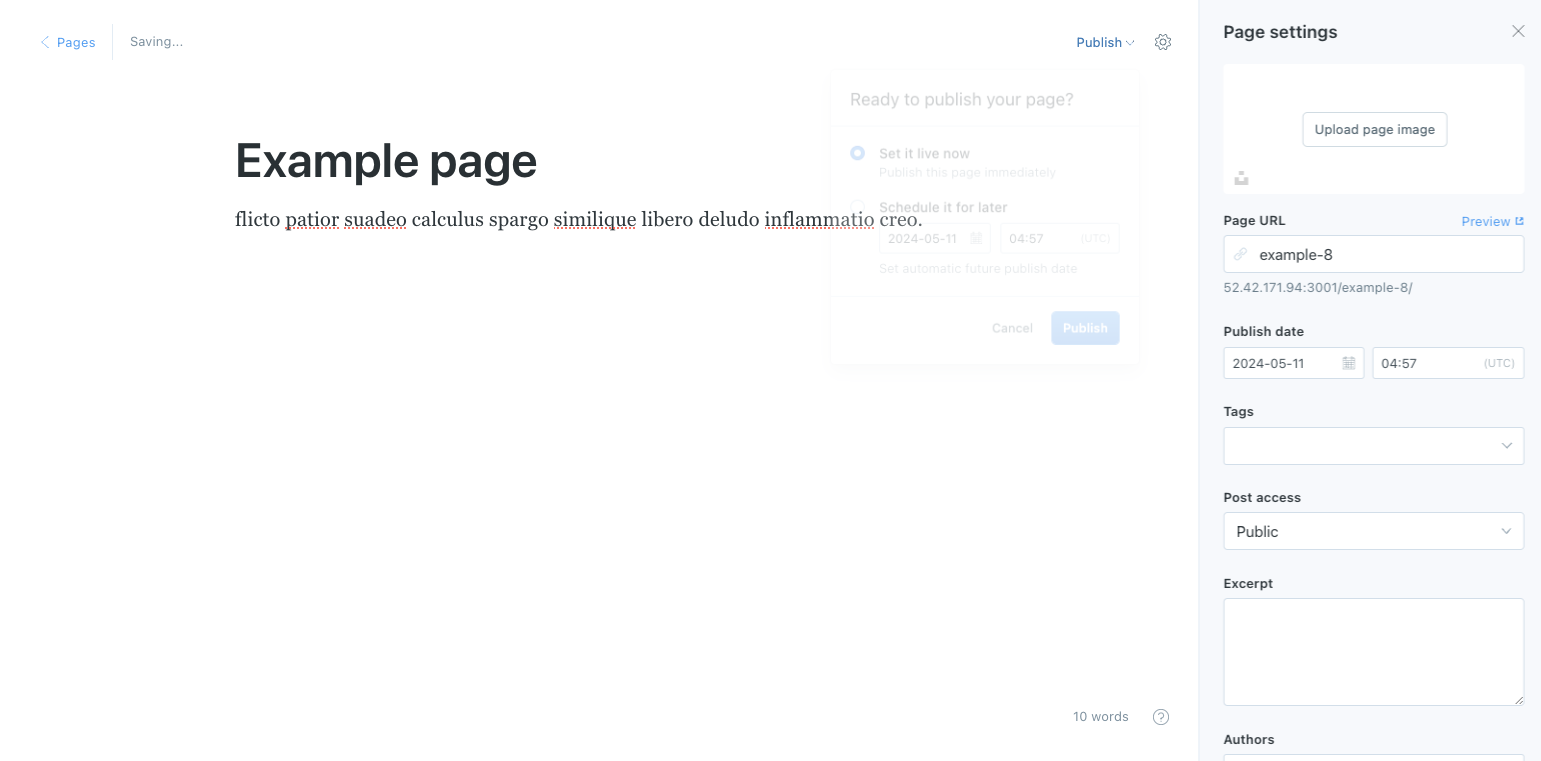 Pages
Saving...
Publish
Example page
flicto patior suadeo calculus spargo similique libero deludo inflammatio creo.
Ready to publish your page?
Set it live now
Publish this page immediately
Schedule it for later
2024-05-11
04:57
(UTC)
Set automatic future publish date
Cancel
Publish
10 words
Page settings
Upload page image
Page URL
Preview
example-8
52.42.171.94:3001/example-8/
Publish date
2024-05-11
04:57
(UTC)
Tags
Post access
Public
Excerpt
Authors